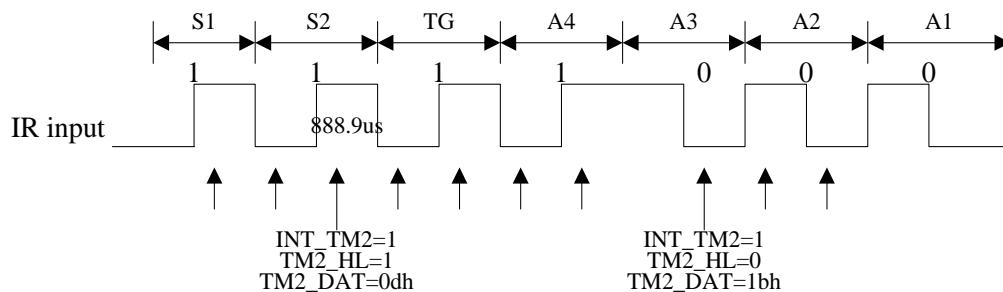 S1 S2 TG A4 A3 A2 A1
1 1 1 1 0 0 0
IR input
888.9us
INT_TM2=1
TM2_HL=1
TM2_DAT=0dh
INT_TM2=1
TM2_HL=0
TM2_DAT=1bh